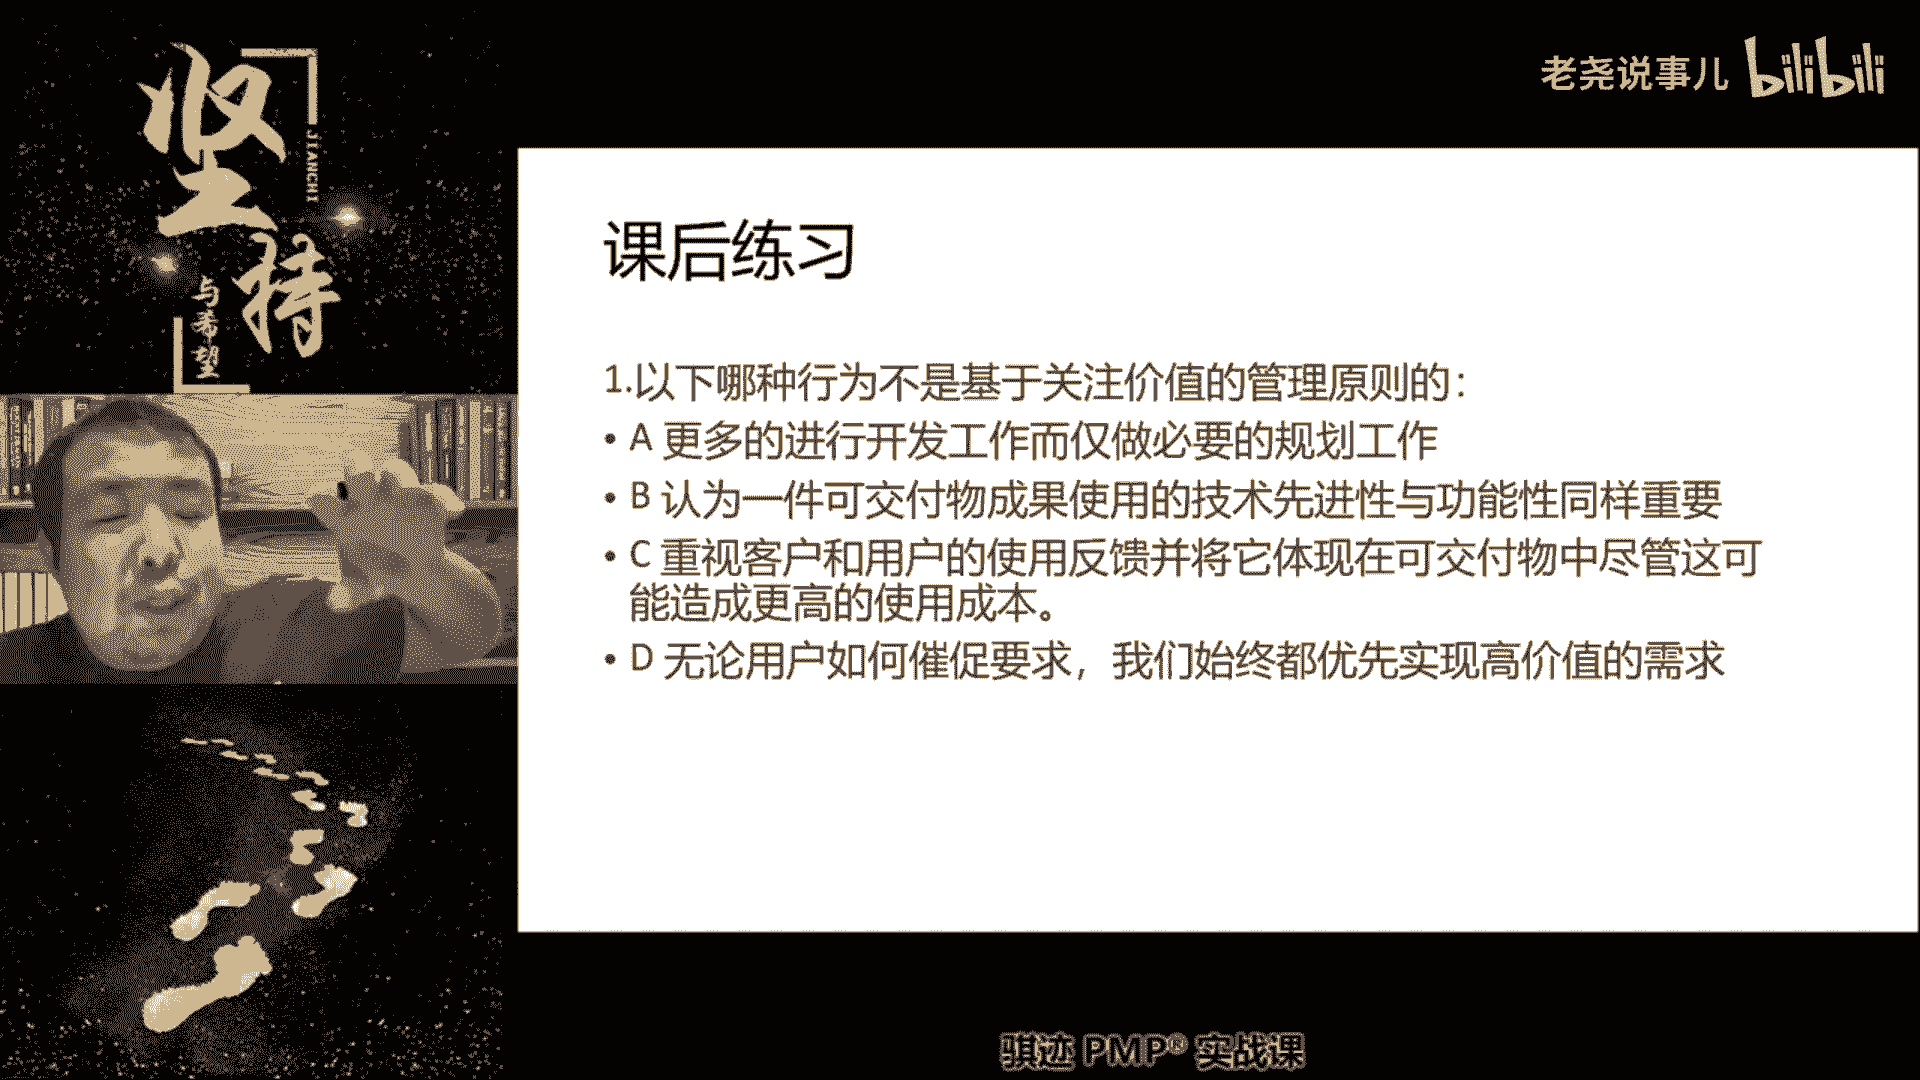 坚持
JIANCHI
与希望
老尧说事儿 bilibili
课后练习
1.以下哪种行为不是基于关注价值的管理原则的：
• A 更多的进行开发工作而仅做必要的规划工作
• B 认为一件可交付物成果使用的技术先进性与功能性同样重要
• C 重视客户和用户的使用反馈并将它体现在可交付物中尽管这可
能造成更高的使用成本。
• D 无论用户如何催促要求，我们始终都优先实现高价值的需求
骐迹 PMP® 实战课